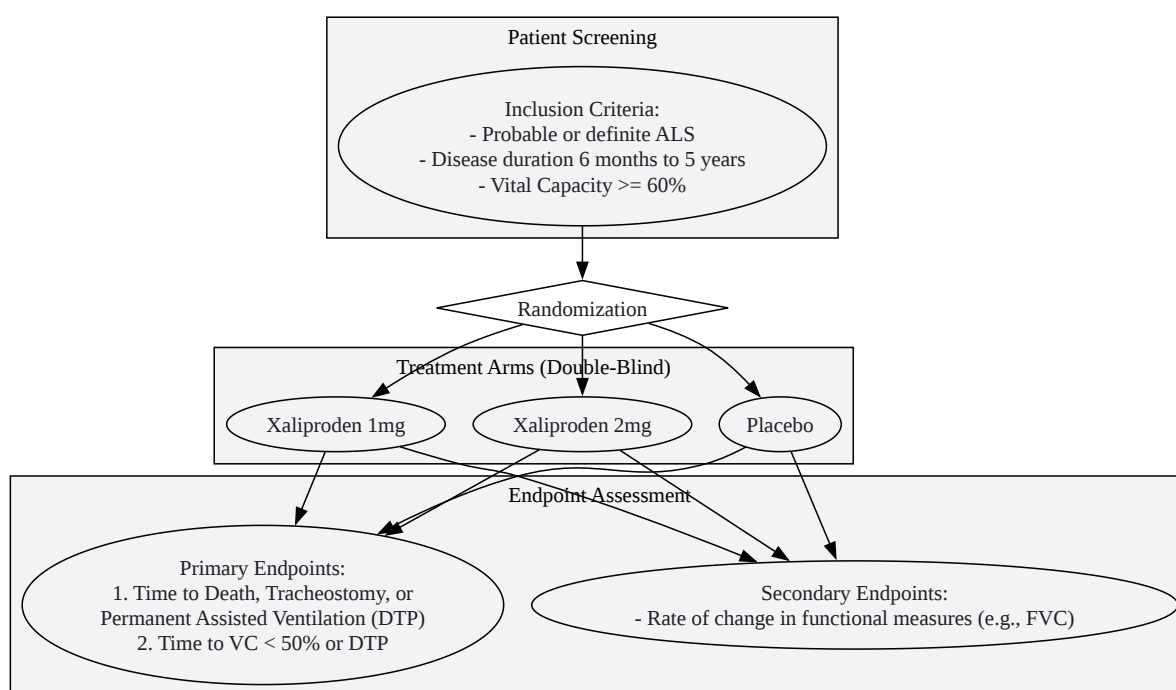 Patient Screening
Inclusion Criteria:
- Probable or definite ALS
- Disease duration 6 months to 5 years
- Vital Capacity >= 60%
Randomization
Treatment Arms (Double-Blind)
Xaliproden 1mg
Xaliproden 2mg
Placebo
Endpoint Assessment
Primary Endpoints:
1. Time to Death, Tracheostomy, or
Permanent Assisted Ventilation (DTP)
2. Time to VC < 50% or DTP
Secondary Endpoints:
- Rate of change in functional measures (e.g., FVC)